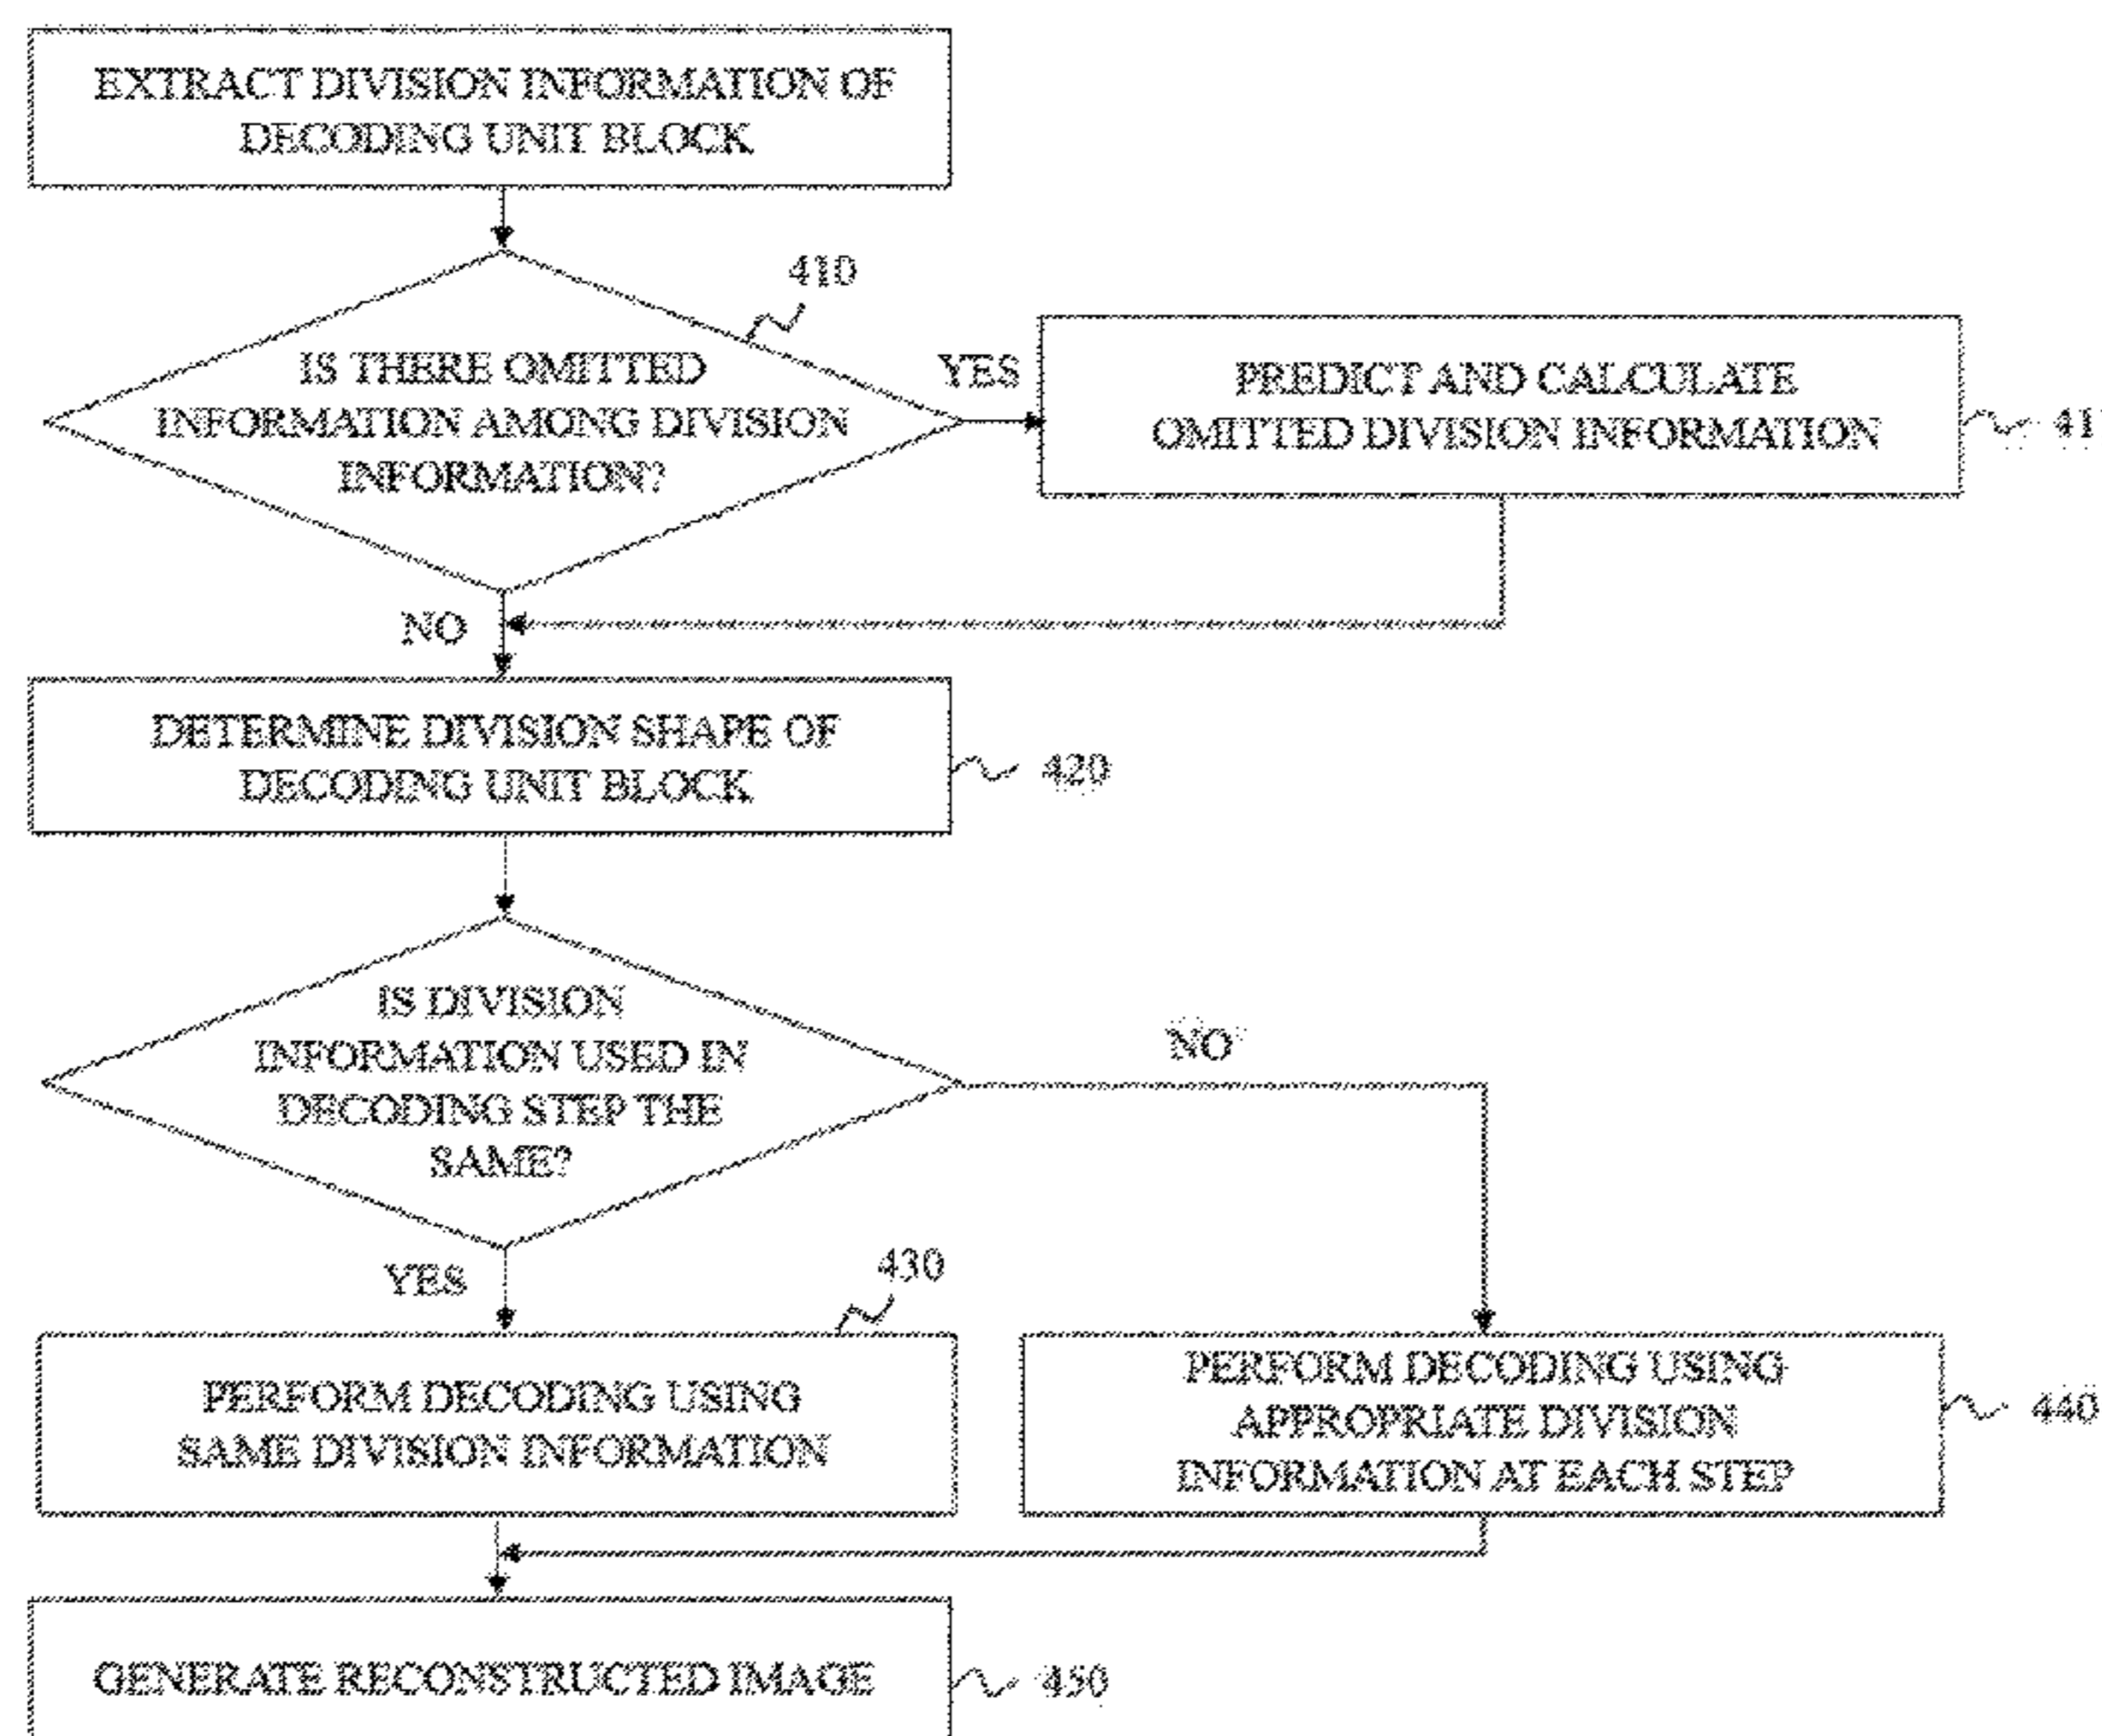 EXTRACT DIVISION INFORMATION OF
DECODING UNIT BLOCK
410
IS THERE OMITTED
INFORMATION AMONG DIVISION
INFORMATION?
YES
PREDICT AND CALCULATE
OMITTED DIVISION INFORMATION
NO
DETERMINE DIVISION SHAPE OF
DECODING UNIT BLOCK
420
IS DIVISION
INFORMATION USED IN
DECODING STEP THE
SAME?
NO
YES
430
PERFORM DECODING USING
SAME DIVISION INFORMATION
PERFORM DECODING USING
APPROPRIATE DIVISION
INFORMATION AT EACH STEP
440
GENERATE RECONSTRUCTED IMAGE
450